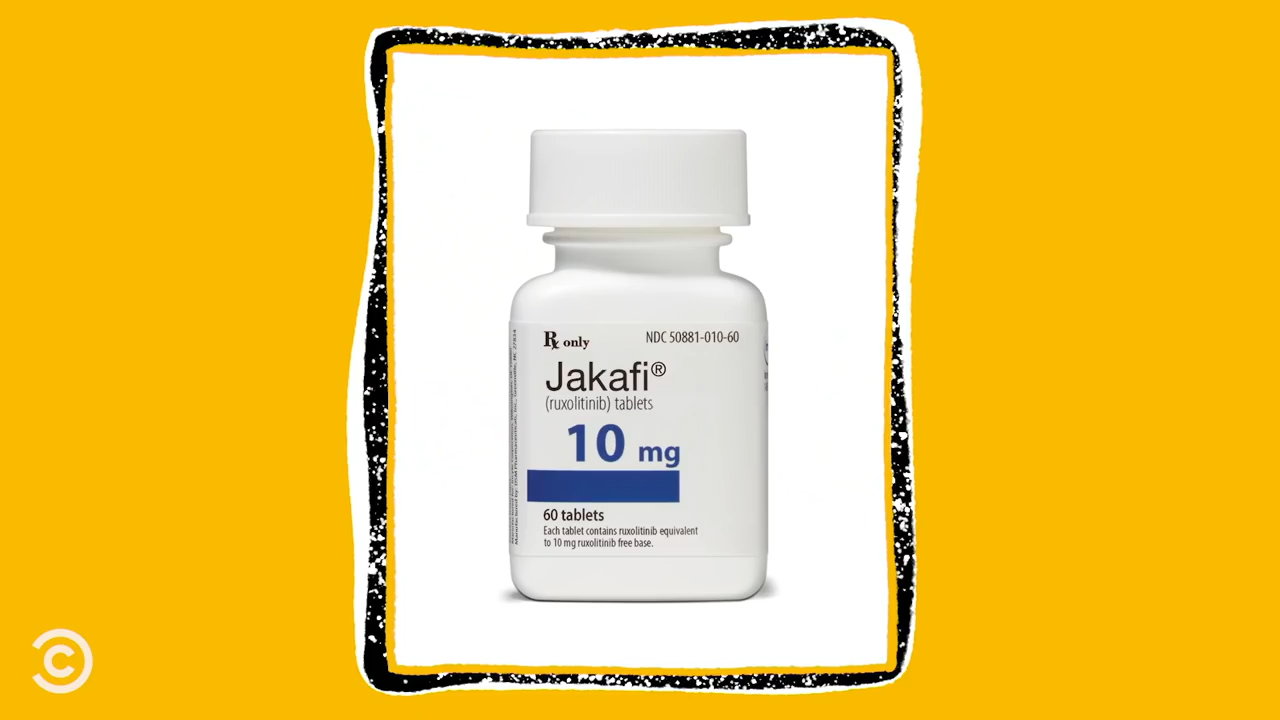 Rx only
NDC 50881-010-60
Jakafi®
(ruxolitinib) tablets
10 mg
60 tablets
Each tablet contains ruxolitinib equivalent
to 10 mg ruxolitinib free base.